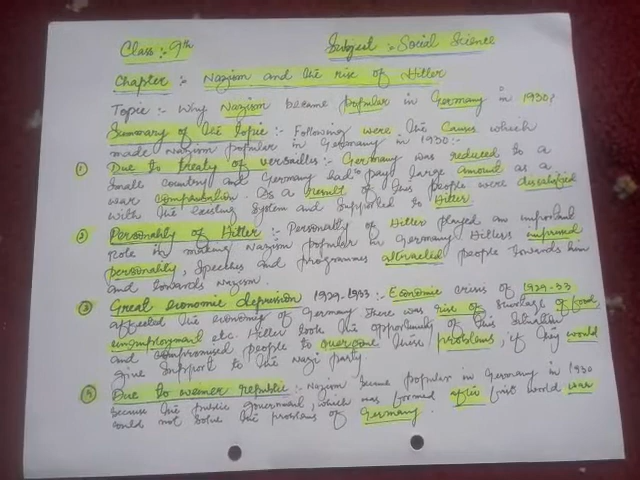 Class :- 9th Subject :- Social Science
Chapter :- Nazism and the rise of Hitler
Topic :- Why Nazism became popular in Germany in 1930?
Summary of the topic :- Following were the causes which
made Nazism popular in Germany in 1930:-
① Due to treaty of versailles :- Germany was reduced to a
small country and Germany had to pay large amount as a
war compensation. As a result of this people were dissatisfied
with the existing system and supported to Hitler.
② Personality of Hitler :- Personality of Hitler played an important
role in making Nazism popular in Germany Hitler's
personality, speeches and programmes attracted people towards him
and towards Nazism.
③ Great economic depression 1929-1933 :- Economic crisis of 1929-33
affected the economy of Germany there was rise of shortage of food
unemployment etc. Hitler took the opportunity of this situation
and people to overcome these problems, if they would
give support to the Nazi party
Due to republic :- Nazism popular in Germany in 1930
because the public, which was formed after first world war
could not solve the problems of Germany.